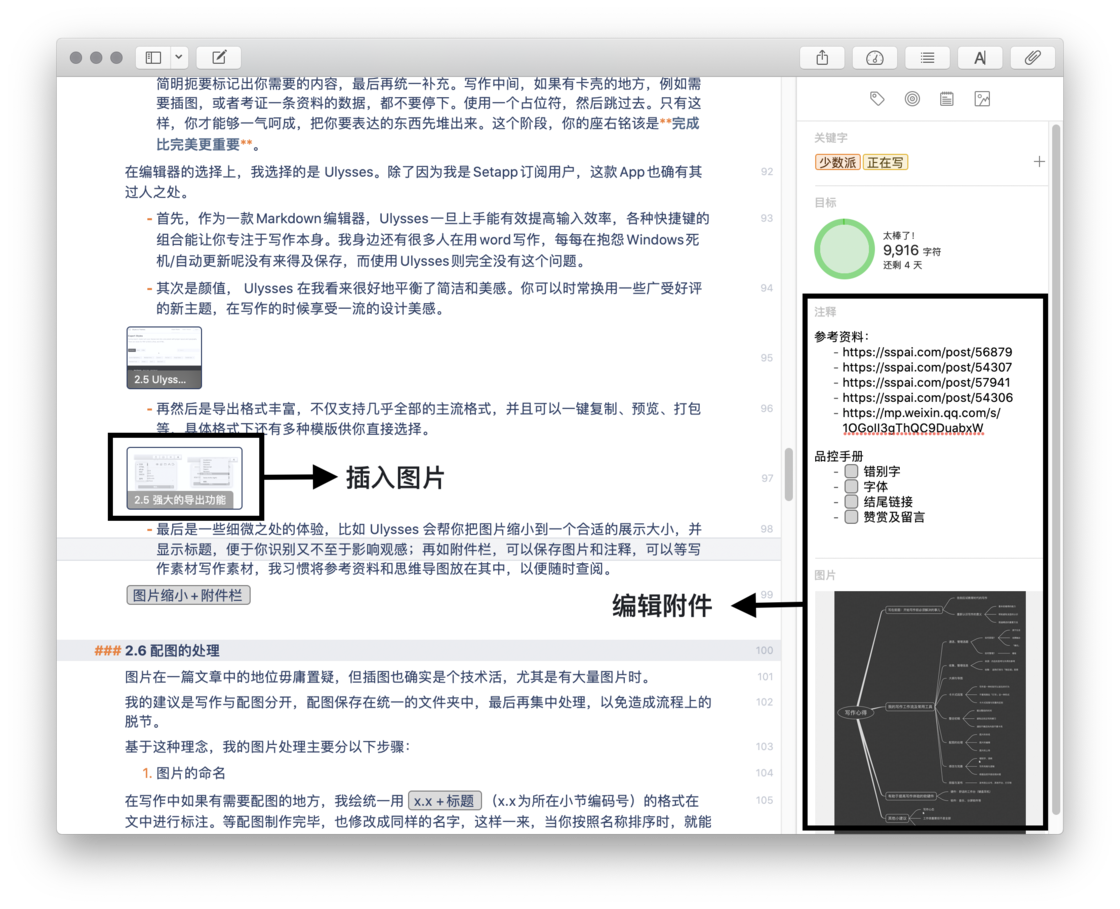 简明扼要标记出你需要的内容，最后再统一补充。写作中间，如果有卡壳的地方，例如需
要插图，或者考证一条资料的数据，都不要停下。使用一个占位符，然后跳过去。只有这
样，你才能够一气呵成，把你要表达的东西先堆出来。这个阶段，你的座右铭该是**完成
比完美更重要**。
在编辑器的选择上，我选择的是 Ulysses。除了因为我是 Setapp 订阅用户，这款 App 也确有其 92
过人之处。
- 首先，作为一款 Markdown 编辑器，Ulysses 一旦上手能有效提高输入效率，各种快捷键的 93
组合能让你专注于写作本身。我身边还有很多人在用 word 写作，每每在抱怨 Windows 死
机/自动更新呢没有来得及保存，而使用 Ulysses 则完全没有这个问题。
- 其次是颜值， Ulysses 在我看来很好地平衡了简洁和美感。你可以时常换用一些广受好评 94
的新主题，在写作的时候享受一流的设计美感。
2.5 Ulyss... 95
- 再然后是导出格式丰富，不仅支持几乎全部的主流格式，并且可以一键复制、预览、打包 96
等，具体格式下还有多种模版供你直接选择。
2.5 强大的导出功能 97
插入图片
- 最后是一些细微之处的体验，比如 Ulysses 会帮你把图片缩小到一个合适的展示大小，并 98
显示标题，便于你识别又不至于影响观感；再如附件栏，可以保存图片和注释，可以等写
作素材写作素材，我习惯将参考资料和思维导图放在其中，以便随时查阅。
图片缩小+附件栏 99
编辑附件
### 2.6 配图的处理 100
图片在一篇文章中的地位毋庸置疑，但插图也确实是个技术活，尤其是有大量图片时。 101
我的建议是写作与配图分开，配图保存在统一的文件夹中，最后再集中处理，以免造成流程上的 102
脱节。
基于这种理念，我的图片处理主要分以下步骤： 103
1. 图片的命名 104
在写作中如果有需要配图的地方，我绘统一用 x.x +标题 （x.x 为所在小节编码号）的格式在 105
文中进行标注。等配图制作完毕，也修改成同样的名字，这样一来，当你按照名称排序时，就能
关键字
少数派 正在写
目标
太棒了！
9,916 字符
还剩 4 天
注释
参考资料：
- https://sspai.com/post/56879
- https://sspai.com/post/54307
- https://sspai.com/post/57941
- https://sspai.com/post/54306
- https://mp.weixin.qq.com/s/
1OGoIl3gThQC9DuabxW
品控手册
- 错别字
- 字体
- 结尾链接
- 赞赏及留言
图片
写作心得